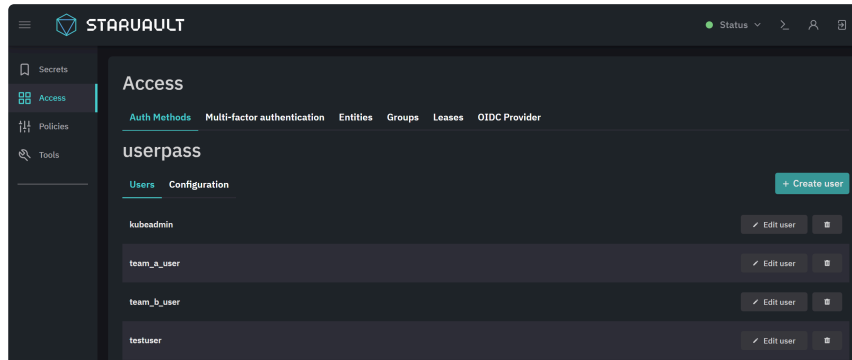 STARVAULT
Status
Secrets
Access
Policies
Tools
Access
Auth Methods Multi-factor authentication Entities Groups Leases OIDC Provider
userpass
Users Configuration
+ Create user
kubeadmin Edit user
team_a_user Edit user
team_b_user Edit user
testuser Edit user